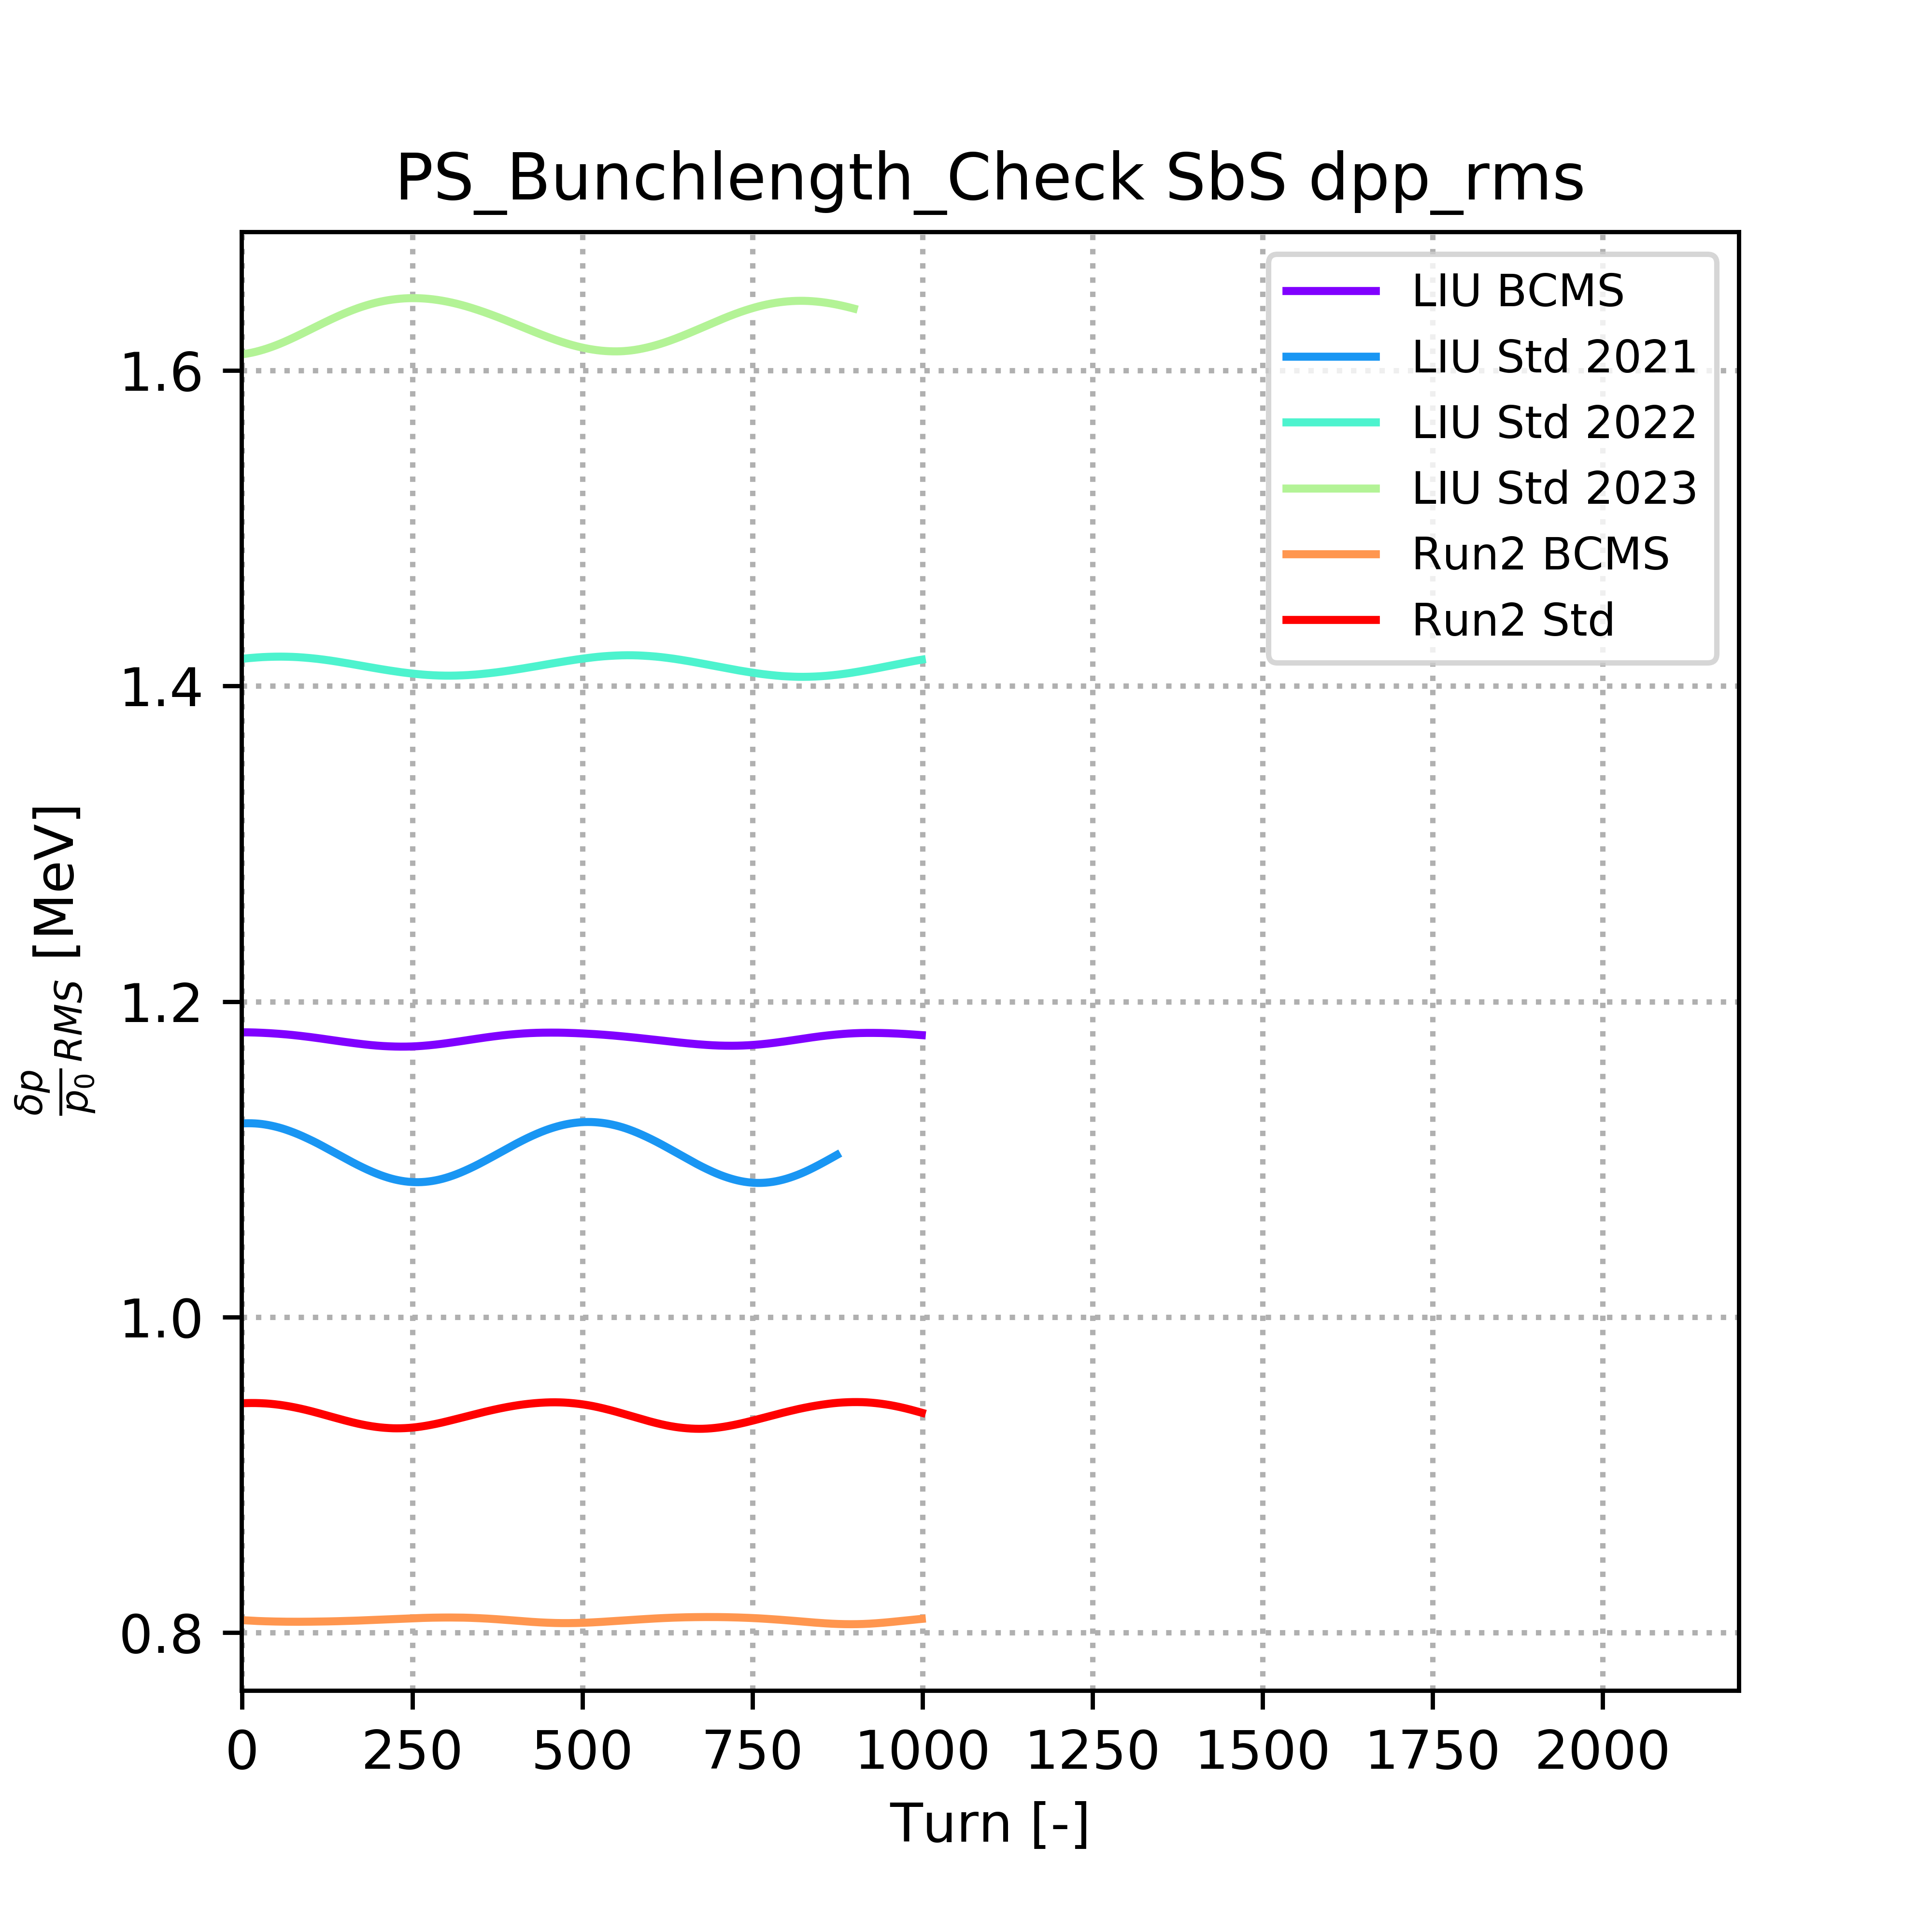 PS_Bunchlength_Check SbS dpp_rms
LIU BCMS
LIU Std 2021
LIU Std 2022
LIU Std 2023
Run2 BCMS
Run2 Std
1.6
1.4
1.2
1.0
0.8
δp/p₀ RMS [MeV]
0 250 500 750 1000 1250 1500 1750 2000
Turn [-]